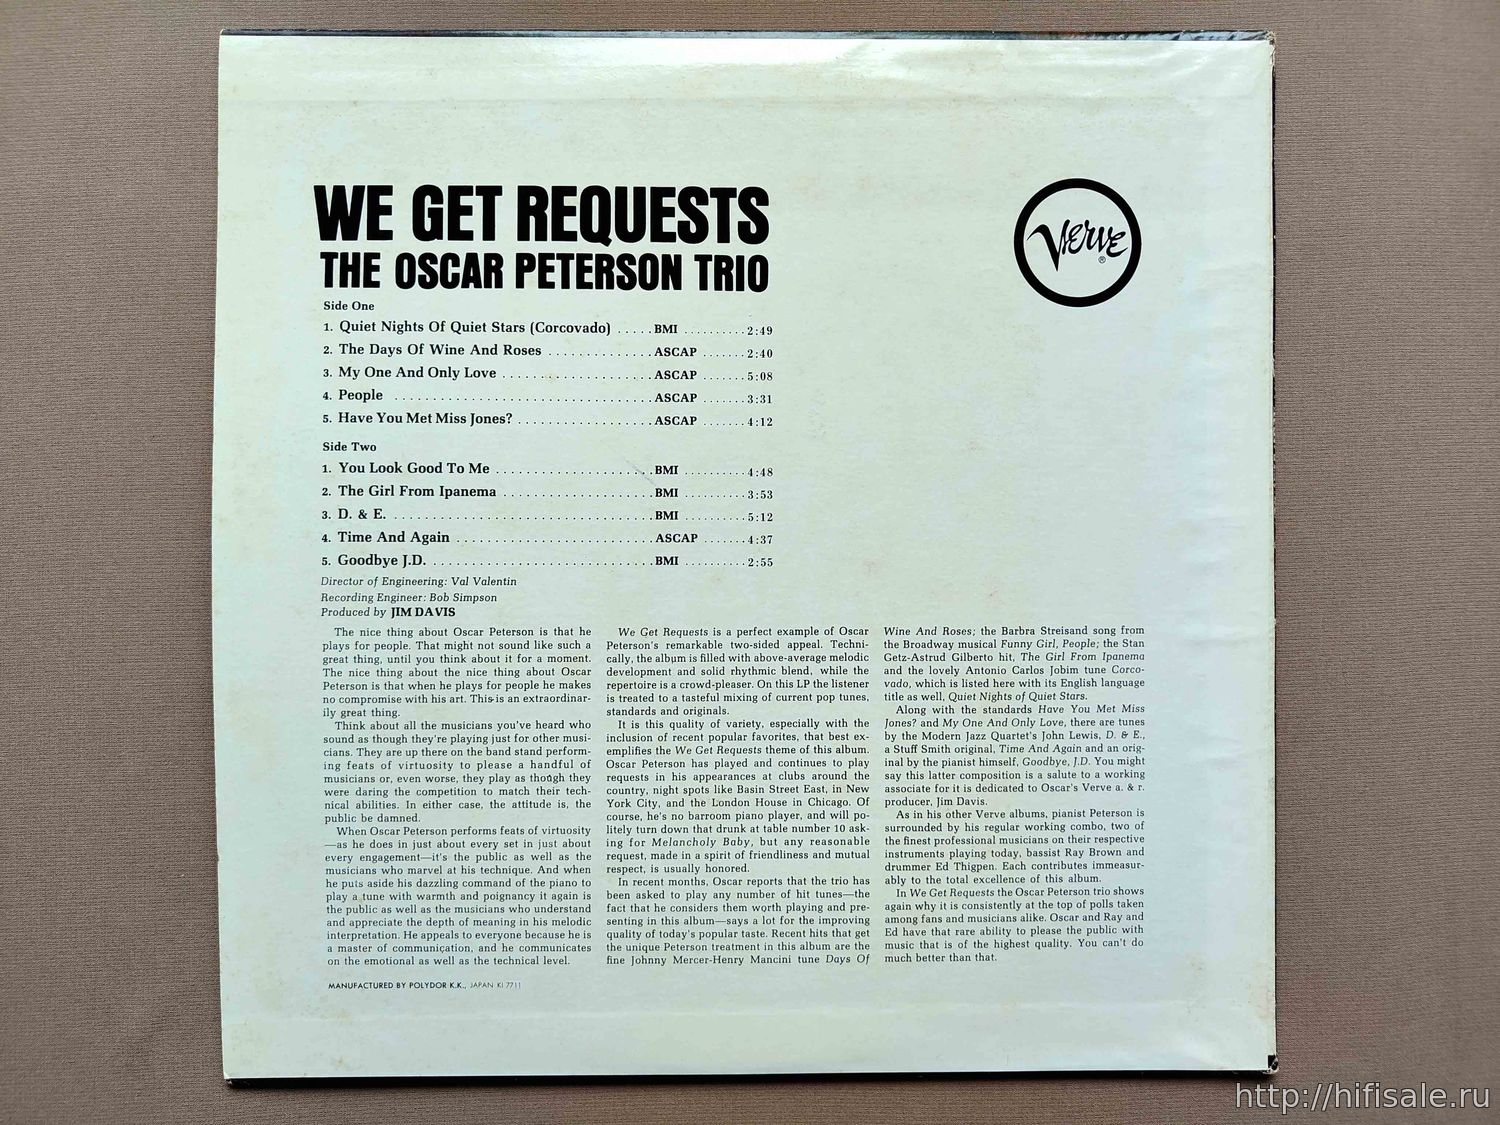 WE GET REQUESTS
THE OSCAR PETERSON TRIO
Verve
®
Side One
1. Quiet Nights Of Quiet Stars (Corcovado) . . . . . BMI . . . . . . . . . . 2:49
2. The Days Of Wine And Roses . . . . . . . . . . . . . . ASCAP . . . . . . . 2:40
3. My One And Only Love . . . . . . . . . . . . . . . . . . . . ASCAP . . . . . . . 5:08
4. People . . . . . . . . . . . . . . . . . . . . . . . . . . . . . . . . . . ASCAP . . . . . . . 3:31
5. Have You Met Miss Jones? . . . . . . . . . . . . . . . . . . ASCAP . . . . . . . 4:12
Side Two
1. You Look Good To Me . . . . . . . . . . . . . . . . . . . . . BMI . . . . . . . . . . 4:48
2. The Girl From Ipanema . . . . . . . . . . . . . . . . . . . . BMI . . . . . . . . . . 3:53
3. D. & E. . . . . . . . . . . . . . . . . . . . . . . . . . . . . . . . . . . BMI . . . . . . . . . . 5:12
4. Time And Again . . . . . . . . . . . . . . . . . . . . . . . . . . ASCAP . . . . . . . 4:37
5. Goodbye J.D. . . . . . . . . . . . . . . . . . . . . . . . . . . . . . BMI . . . . . . . . . . 2:55
Director of Engineering: Val Valentin
Recording Engineer: Bob Simpson
Produced by JIM DAVIS
The nice thing about Oscar Peterson is that he
plays for people. That might not sound like such a
great thing, until you think about it for a moment.
The nice thing about the nice thing about Oscar
Peterson is that when he plays for people he makes
no compromise with his art. This is an extraordinar-
ily great thing.
Think about all the musicians you've heard who
sound as though they're playing just for other musi-
cians. They are up there on the band stand perform-
ing feats of virtuosity to please a handful of
musicians or, even worse, they play as though they
were daring the competition to match their tech-
nical abilities. In either case, the attitude is, the
public be damned.
When Oscar Peterson performs feats of virtuosity
—as he does in just about every set in just about
every engagement—it's the public as well as the
musicians who marvel at his technique. And when
he puts aside his dazzling command of the piano to
play a tune with warmth and poignancy it again is
the public as well as the musicians who understand
and appreciate the depth of meaning in his melodic
interpretation. He appeals to everyone because he is
a master of communication, and he communicates
on the emotional as well as the technical level.
We Get Requests is a perfect example of Oscar
Peterson's remarkable two-sided appeal. Techni-
cally, the album is filled with above-average melodic
development and solid rhythmic blend, while the
repertoire is a crowd-pleaser. On this LP the listener
is treated to a tasteful mixing of current pop tunes,
standards and originals.
It is this quality of variety, especially with the
inclusion of recent popular favorites, that best ex-
emplifies the We Get Requests theme of this album.
Oscar Peterson has played and continues to play
requests in his appearances at clubs around the
country, night spots like Basin Street East, in New
York City, and the London House in Chicago. Of
course, he's no barroom piano player, and will po-
litely turn down that drunk at table number 10 ask-
ing for Melancholy Baby, but any reasonable
request, made in a spirit of friendliness and mutual
respect, is usually honored.
In recent months, Oscar reports that the trio has
been asked to play any number of hit tunes—the
fact that he considers them worth playing and pre-
senting in this album—says a lot for the improving
quality of today's popular taste. Recent hits that get
the unique Peterson treatment in this album are the
fine Johnny Mercer-Henry Mancini tune Days Of
Wine And Roses; the Barbra Streisand song from
the Broadway musical Funny Girl, People; the Stan
Getz-Astrud Gilberto hit, The Girl From Ipanema
and the lovely Antonio Carlos Jobim tune Corco-
vado, which is listed here with its English language
title as well, Quiet Nights of Quiet Stars.
Along with the standards Have You Met Miss
Jones? and My One And Only Love, there are tunes
by the Modern Jazz Quartet's John Lewis, D. & E.,
a Stuff Smith original, Time And Again and an orig-
inal by the pianist himself, Goodbye, J.D. You might
say this latter composition is a salute to a working
associate for it is dedicated to Oscar's Verve a. & r.
producer, Jim Davis.
As in his other Verve albums, pianist Peterson is
surrounded by his regular working combo, two of
the finest professional musicians on their respective
instruments playing today, bassist Ray Brown and
drummer Ed Thigpen. Each contributes immeasur-
ably to the total excellence of this album.
In We Get Requests the Oscar Peterson trio shows
again why it is consistently at the top of polls taken
among fans and musicians alike. Oscar and Ray and
Ed have that rare ability to please the public with
music that is of the highest quality. You can't do
much better than that.
MANUFACTURED BY POLYDOR K.K., JAPAN KI 7711
http://hifisale.ru